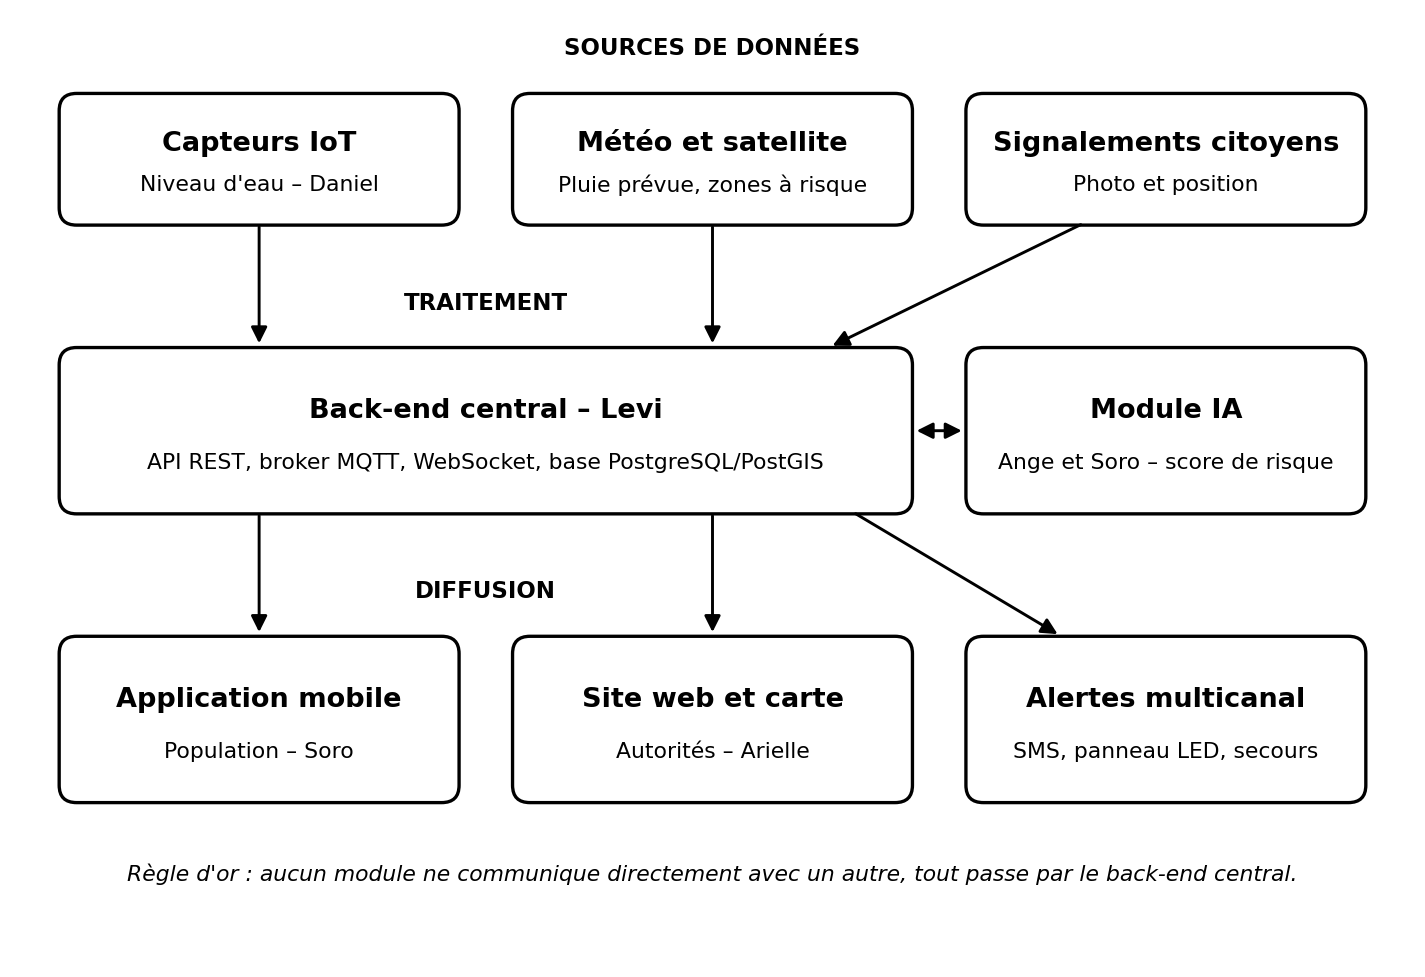 SOURCES DE DONNÉES
Capteurs IoT
Niveau d'eau – Daniel
Météo et satellite
Pluie prévue, zones à risque
Signalements citoyens
Photo et position
TRAITEMENT
Back-end central – Levi
API REST, broker MQTT, WebSocket, base PostgreSQL/PostGIS
Module IA
Ange et Soro – score de risque
DIFFUSION
Application mobile
Population – Soro
Site web et carte
Autorités – Arielle
Alertes multicanal
SMS, panneau LED, secours
Règle d'or : aucun module ne communique directement avec un autre, tout passe par le back-end central.